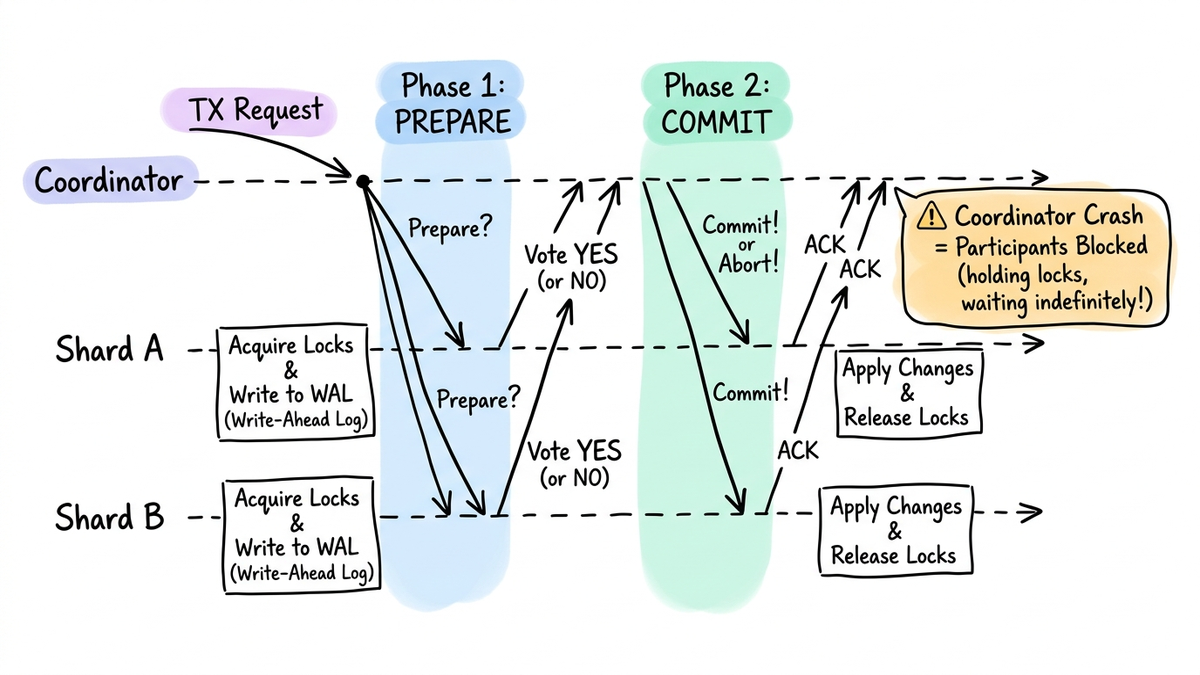 TX Request
Phase 1:
PREPARE
Phase 2:
COMMIT
Coordinator
Prepare?
Vote YES
(or NO)
Commit!
or
Abort!
ACK
ACK
⚠ Coordinator Crash
= Participants Blocked
(holding locks,
waiting indefinitely!)
Shard A
Acquire Locks
&
Write to WAL
(Write-Ahead Log)
Prepare?
Vote YES
(or NO)
Commit!
ACK
Apply Changes
&
Release Locks
Shard B
Acquire Locks
&
Write to WAL
(Write-Ahead Log)
Apply Changes
&
Release Locks